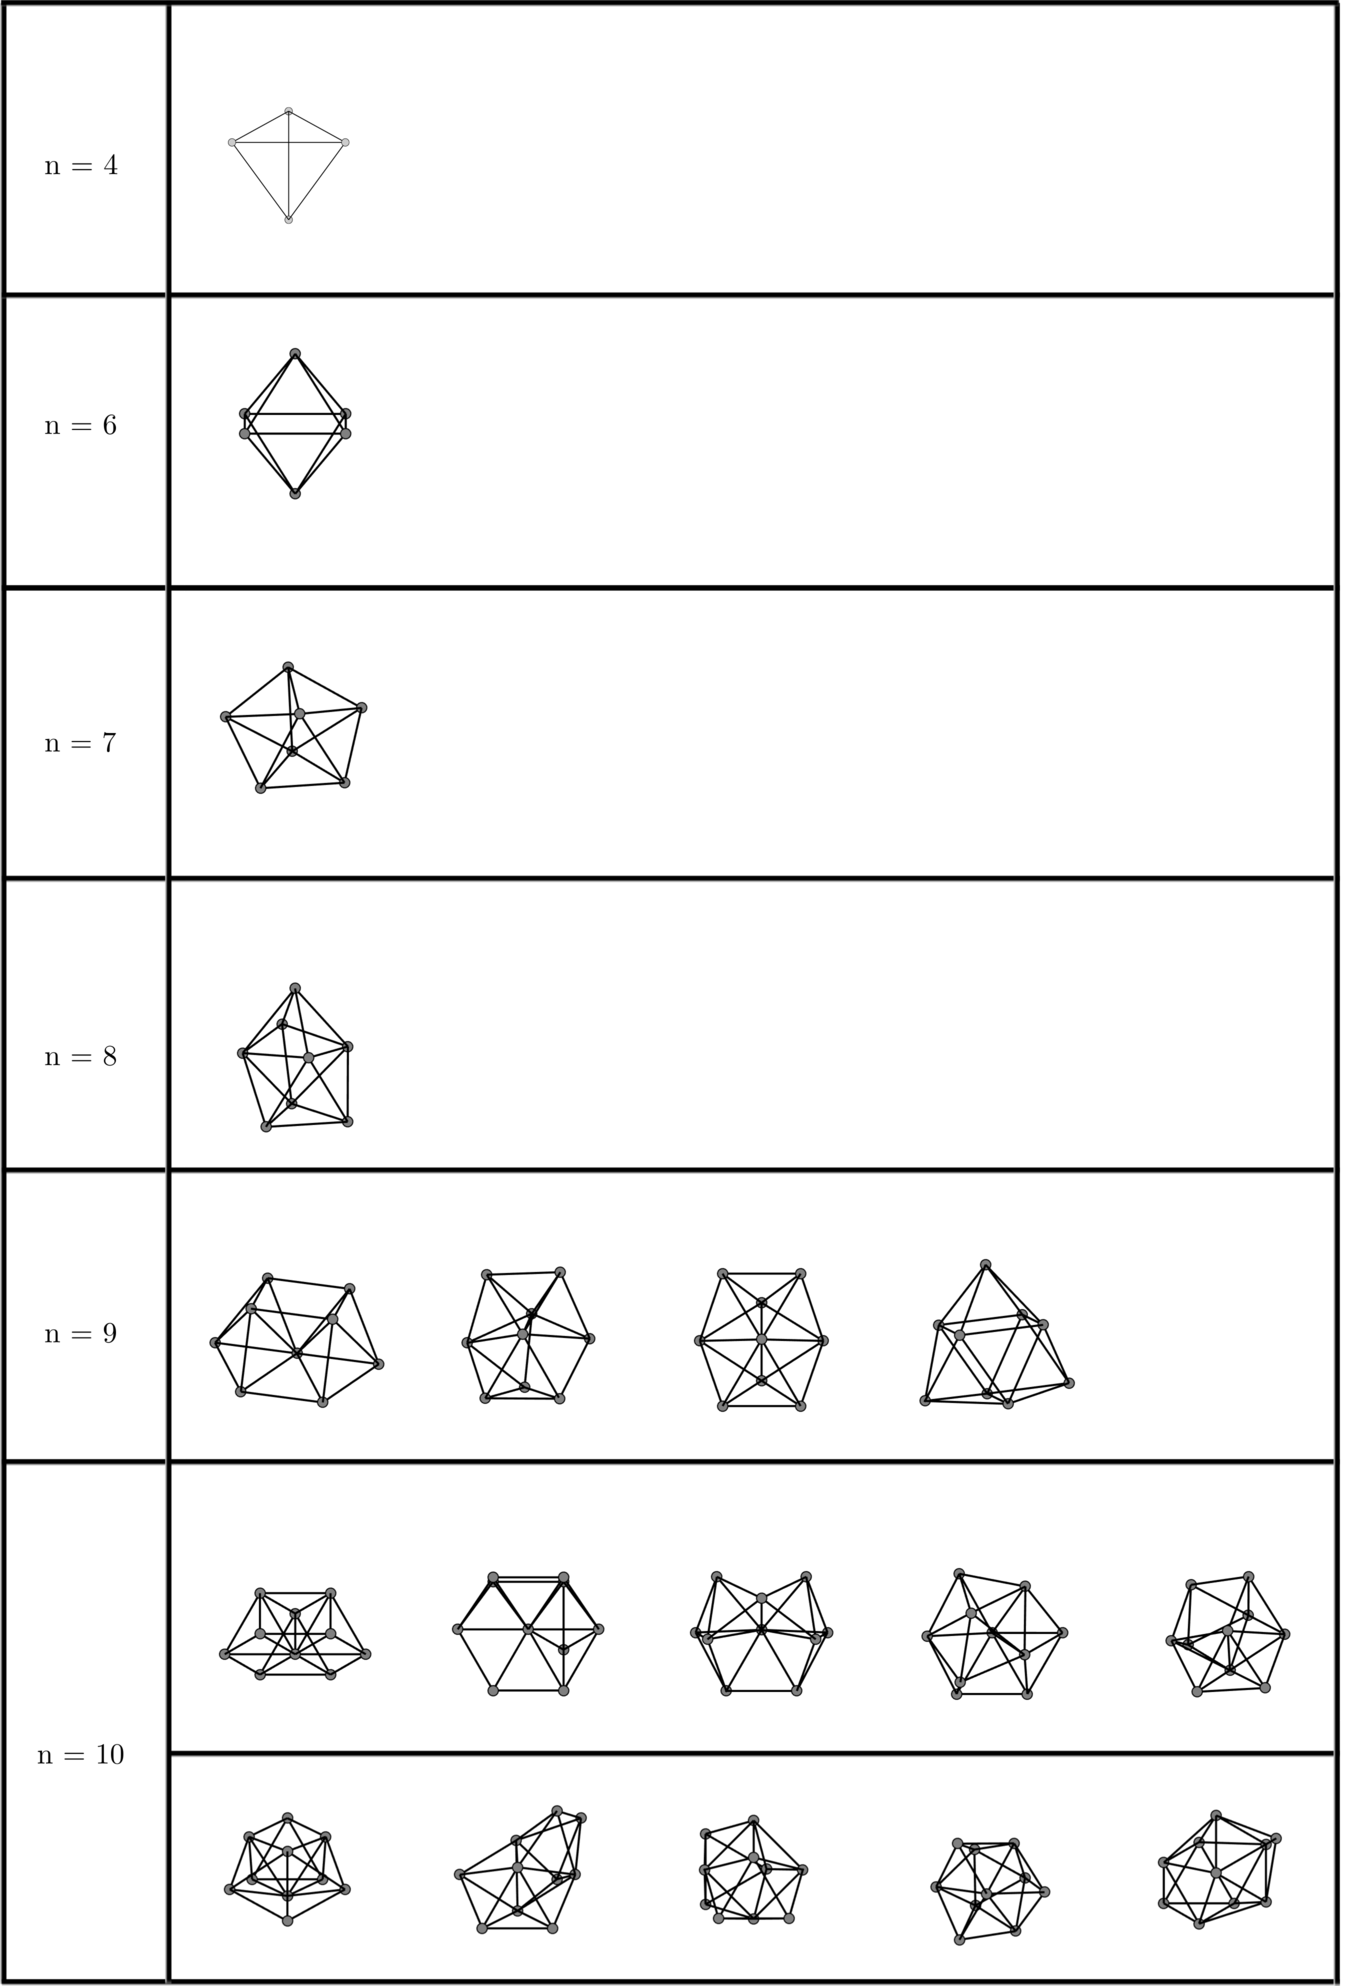 n = 4
n = 6
n = 7
n = 8
n = 9
n = 10